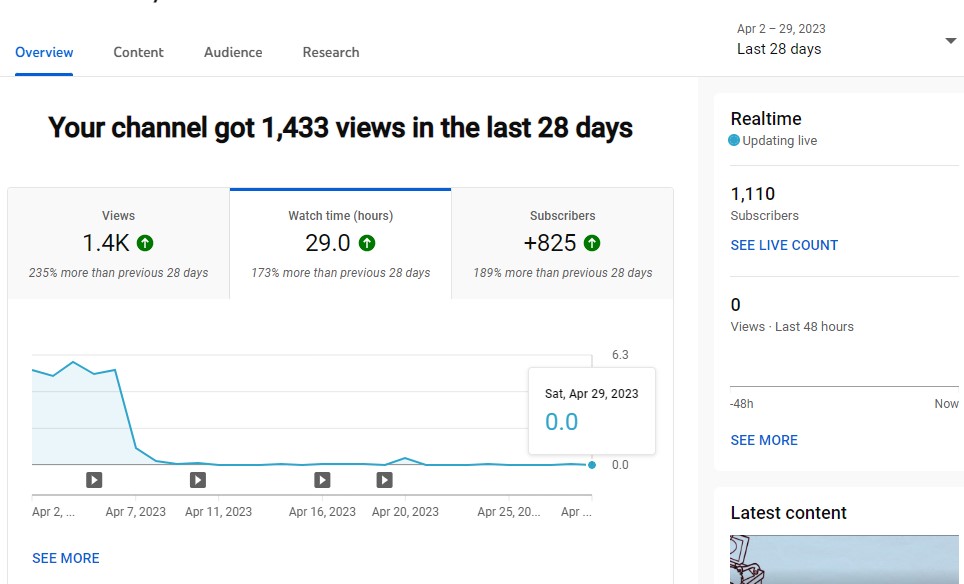 Overview Content Audience Research
Apr 2 – 29, 2023
Last 28 days
Your channel got 1,433 views in the last 28 days
Views
1.4K
235% more than previous 28 days
Watch time (hours)
29.0
173% more than previous 28 days
Subscribers
+825
189% more than previous 28 days
6.3
Sat, Apr 29, 2023
0.0
0.0
Apr 2, ... Apr 7, 2023 Apr 11, 2023 Apr 16, 2023 Apr 20, 2023 Apr 25, 20... Apr ...
SEE MORE
Realtime
Updating live
1,110
Subscribers
SEE LIVE COUNT
0
Views · Last 48 hours
-48h Now
SEE MORE
Latest content